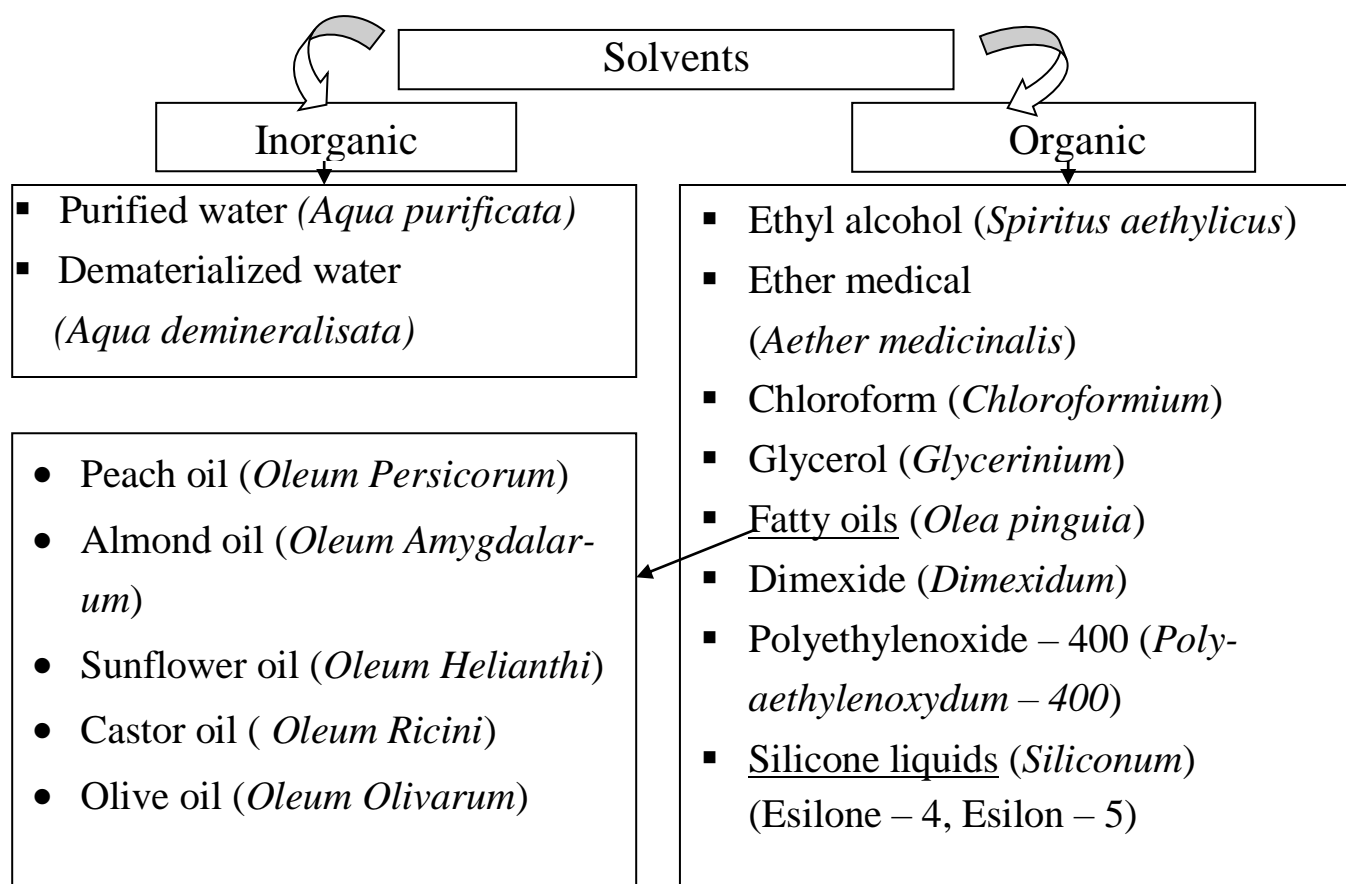 Solvents
Inorganic
Organic
▪ Purified water (Aqua purificata)
▪ Dematerialized water
(Aqua demineralisata)
● Peach oil (Oleum Persicorum)
● Almond oil (Oleum Amygdalar-
um)
● Sunflower oil (Oleum Helianthi)
● Castor oil ( Oleum Ricini)
● Olive oil (Oleum Olivarum)
▪ Ethyl alcohol (Spiritus aethylicus)
▪ Ether medical
(Aether medicinalis)
▪ Chloroform (Chloroformium)
▪ Glycerol (Glycerinium)
▪ Fatty oils (Olea pinguia)
▪ Dimexide (Dimexidum)
▪ Polyethylenoxide – 400 (Poly-
aethylenoxydum – 400)
▪ Silicone liquids (Siliconum)
(Esilone – 4, Esilon – 5)